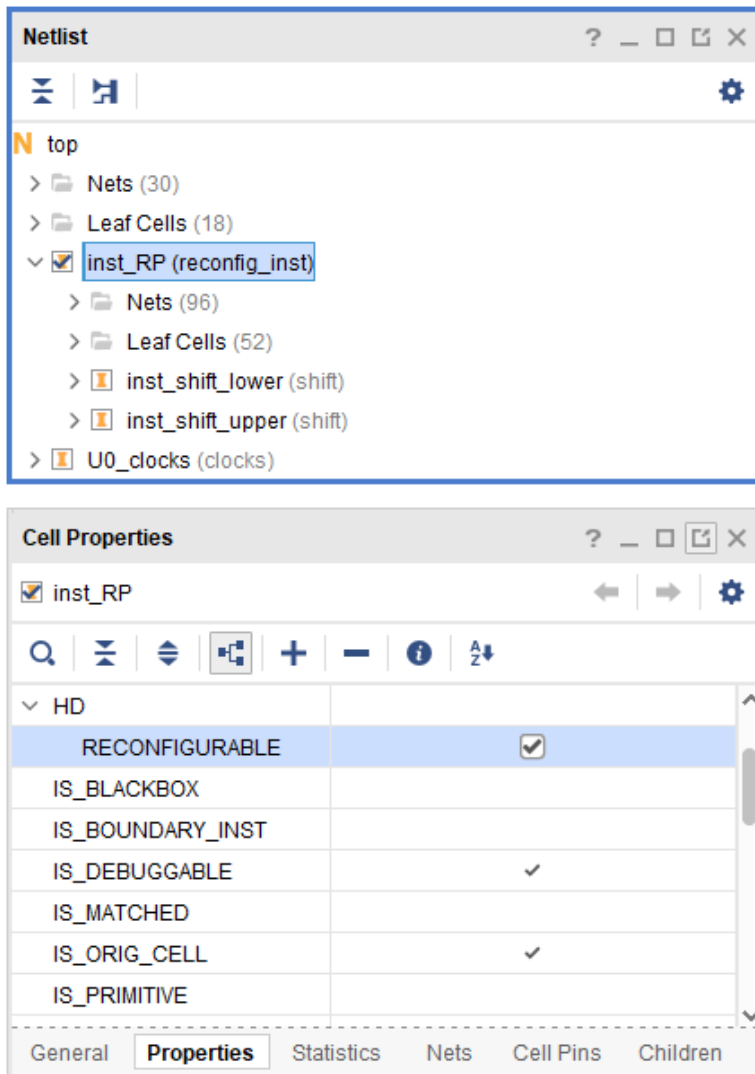 Netlist
N top
Nets (30)
Leaf Cells (18)
inst_RP (reconfig_inst)
Nets (96)
Leaf Cells (52)
inst_shift_lower (shift)
inst_shift_upper (shift)
U0_clocks (clocks)
Cell Properties
inst_RP
HD
RECONFIGURABLE
IS_BLACKBOX
IS_BOUNDARY_INST
IS_DEBUGGABLE
IS_MATCHED
IS_ORIG_CELL
IS_PRIMITIVE
General Properties Statistics Nets Cell Pins Children